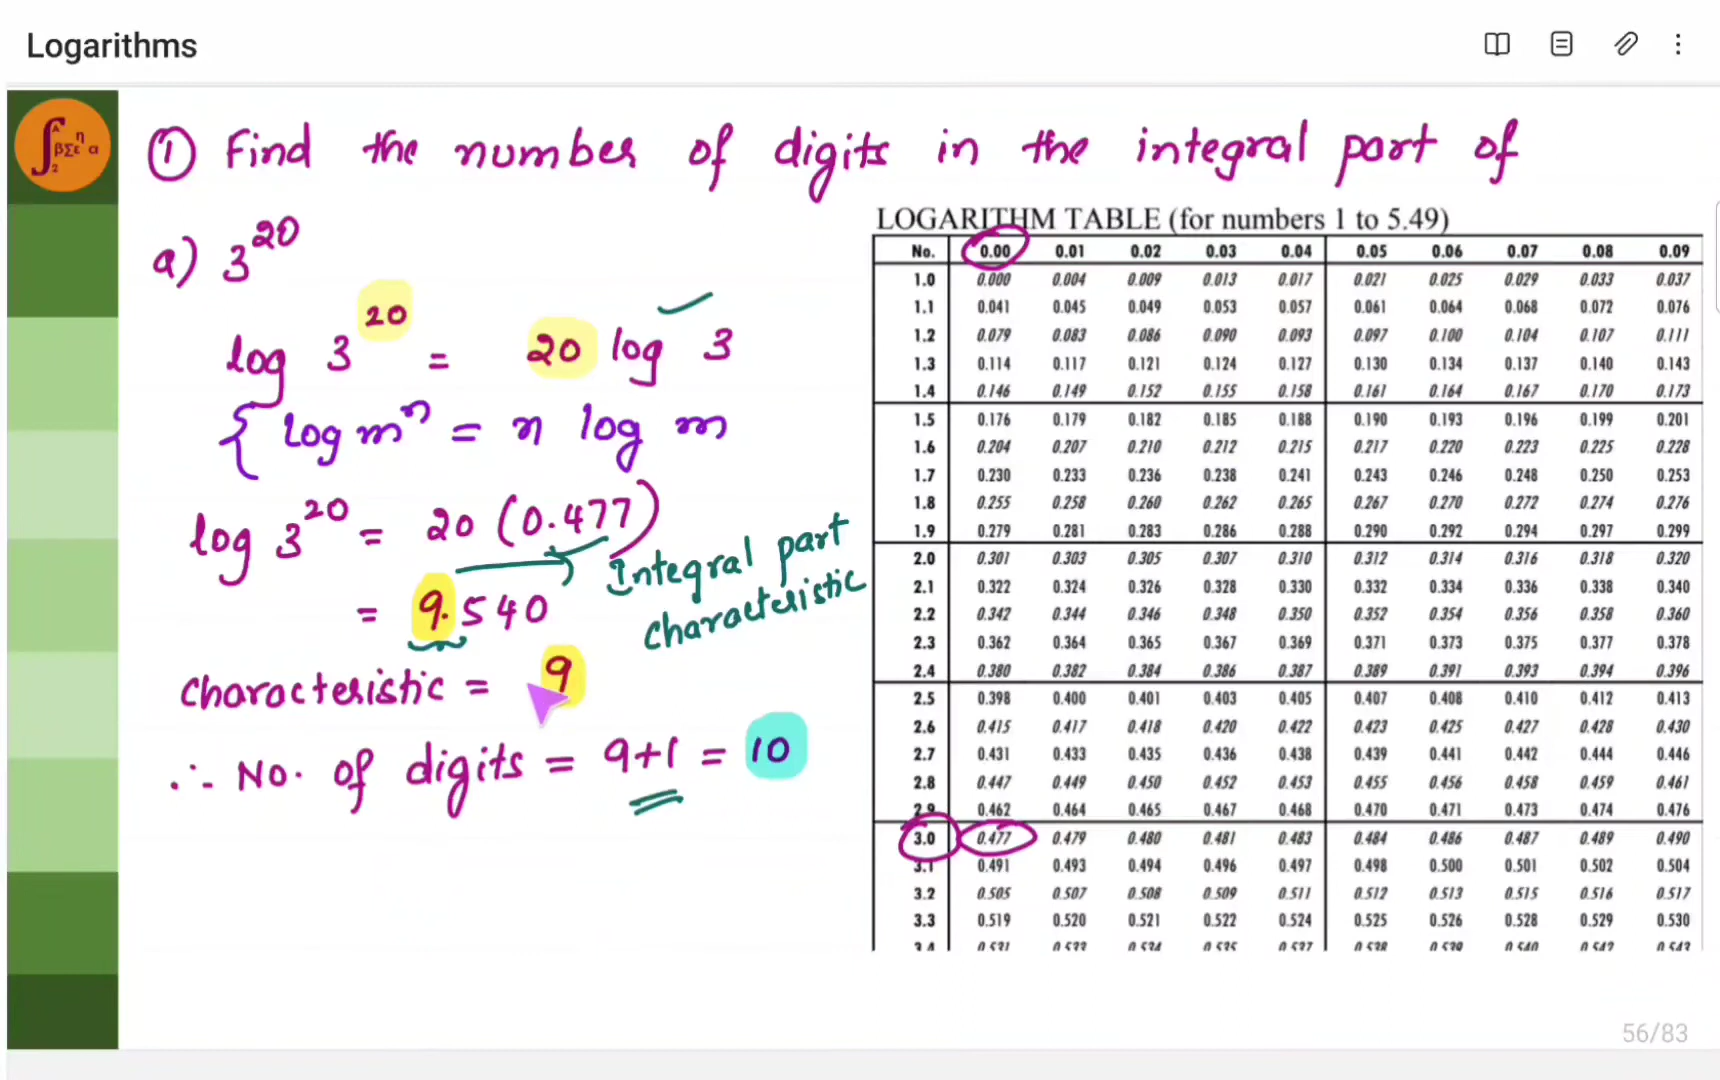 Logarithms
① Find the number of digits in the integral part of
a) 3^20
log 3^20 = 20 log 3
{ log m^n = n log m
log 3^20 = 20 (0.477)
Integral part
characteristic
= 9.540
characteristic = 9
∴ No. of digits = 9+1 = 10
LOGARITHM TABLE (for numbers 1 to 5.49)
No. 0.00 0.01 0.02 0.03 0.04 0.05 0.06 0.07 0.08 0.09
1.0 0.000 0.004 0.009 0.013 0.017 0.021 0.025 0.029 0.033 0.037
1.1 0.041 0.045 0.049 0.053 0.057 0.061 0.064 0.068 0.072 0.076
1.2 0.079 0.083 0.086 0.090 0.093 0.097 0.100 0.104 0.107 0.111
1.3 0.114 0.117 0.121 0.124 0.127 0.130 0.134 0.137 0.140 0.143
1.4 0.146 0.149 0.152 0.155 0.158 0.161 0.164 0.167 0.170 0.173
1.5 0.176 0.179 0.182 0.185 0.188 0.190 0.193 0.196 0.199 0.201
1.6 0.204 0.207 0.210 0.212 0.215 0.217 0.220 0.223 0.225 0.228
1.7 0.230 0.233 0.236 0.238 0.241 0.243 0.246 0.248 0.250 0.253
1.8 0.255 0.258 0.260 0.262 0.265 0.267 0.270 0.272 0.274 0.276
1.9 0.279 0.281 0.283 0.286 0.288 0.290 0.292 0.294 0.297 0.299
2.0 0.301 0.303 0.305 0.307 0.310 0.312 0.314 0.316 0.318 0.320
2.1 0.322 0.324 0.326 0.328 0.330 0.332 0.334 0.336 0.338 0.340
2.2 0.342 0.344 0.346 0.348 0.350 0.352 0.354 0.356 0.358 0.360
2.3 0.362 0.364 0.365 0.367 0.369 0.371 0.373 0.375 0.377 0.378
2.4 0.380 0.382 0.384 0.386 0.387 0.389 0.391 0.393 0.394 0.396
2.5 0.398 0.400 0.401 0.403 0.405 0.407 0.408 0.410 0.412 0.413
2.6 0.415 0.417 0.418 0.420 0.422 0.423 0.425 0.427 0.428 0.430
2.7 0.431 0.433 0.435 0.436 0.438 0.439 0.441 0.442 0.444 0.446
2.8 0.447 0.449 0.450 0.452 0.453 0.455 0.456 0.458 0.459 0.461
2.9 0.462 0.464 0.465 0.467 0.468 0.470 0.471 0.473 0.474 0.476
3.0 0.477 0.479 0.480 0.481 0.483 0.484 0.486 0.487 0.489 0.490
3.1 0.491 0.493 0.494 0.496 0.497 0.498 0.500 0.501 0.502 0.504
3.2 0.505 0.507 0.508 0.509 0.511 0.512 0.513 0.515 0.516 0.517
3.3 0.519 0.520 0.521 0.522 0.524 0.525 0.526 0.528 0.529 0.530
56/83